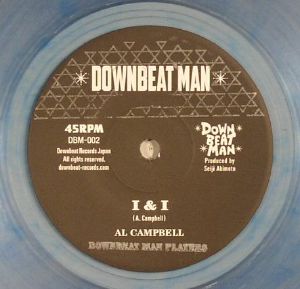 DOWNBEAT MAN
45RPM
DBM-002
Downbeat Records Japan
All rights reserved.
downbeat-records.com
DOWN
BEAT
MAN
Produced by
Seiji Akimoto
I & I
(A. Campbell)
AL CAMPBELL
DOWNBEAT MAN PLAYERS